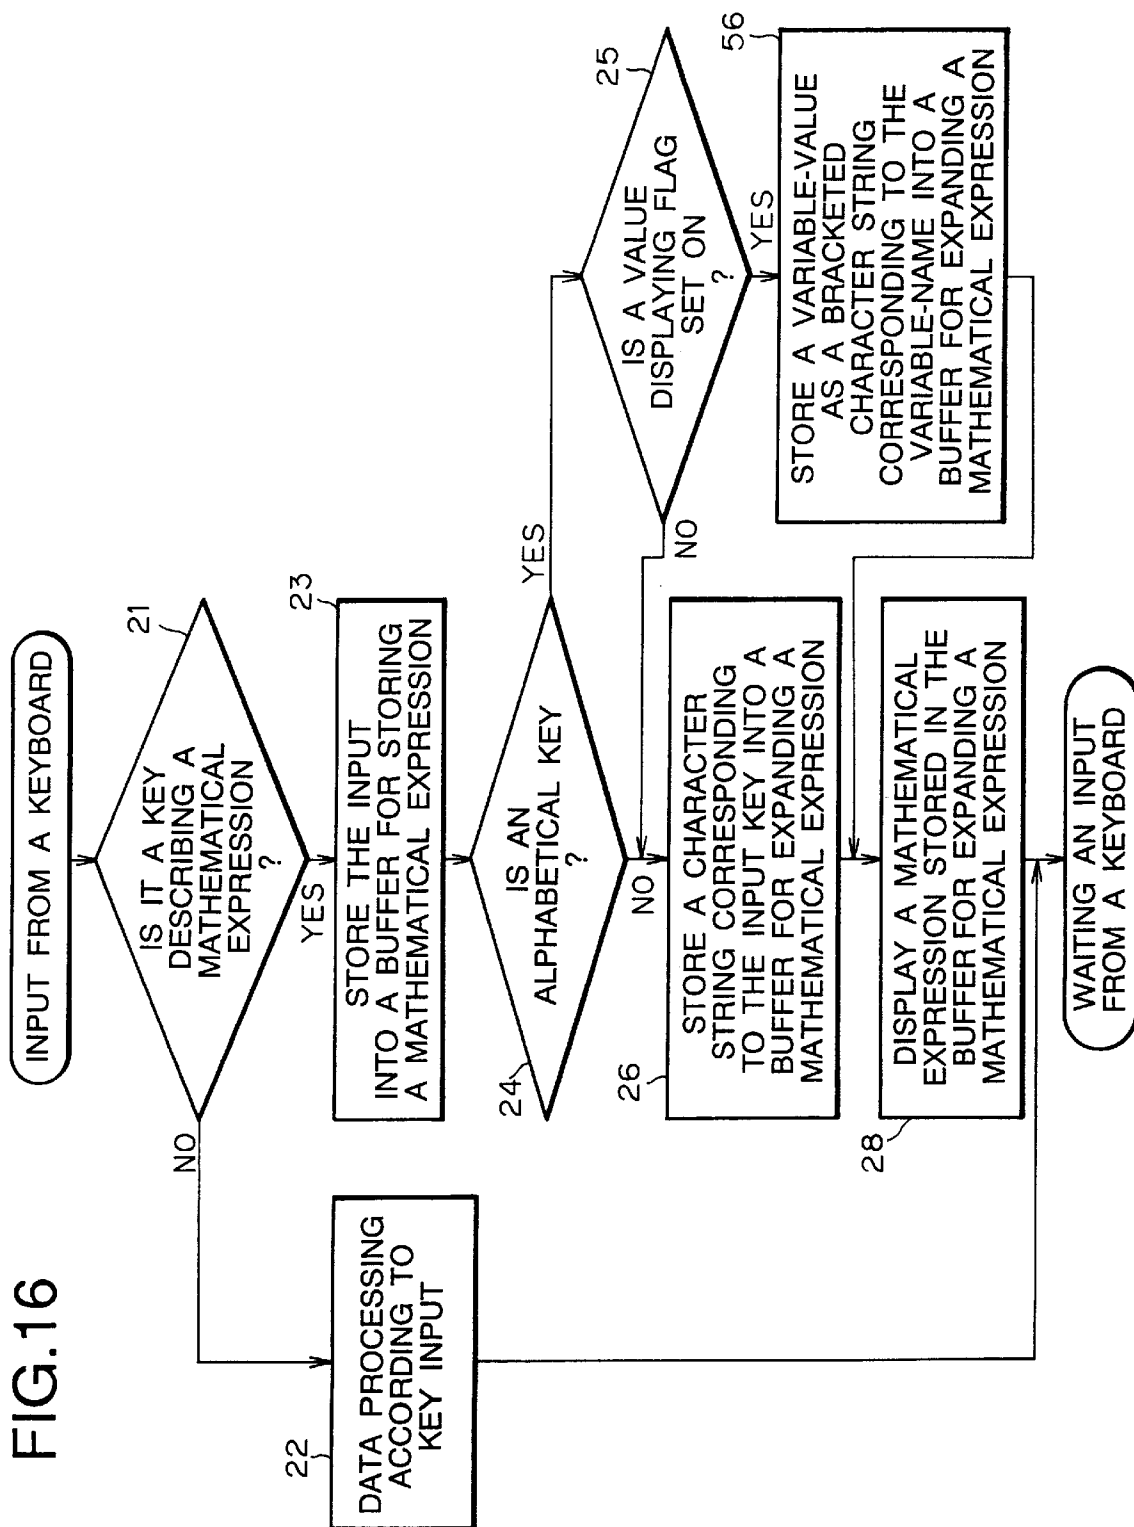 FIG.16
INPUT FROM A KEYBOARD
21
IS IT A KEY
DESCRIBING A
MATHEMATICAL
EXPRESSION
?
NO
YES
22
DATA PROCESSING
ACCORDING TO
KEY INPUT
23
STORE THE INPUT
INTO A BUFFER FOR STORING
A MATHEMATICAL EXPRESSION
24
IS AN
ALPHABETICAL KEY
?
YES
NO
25
IS A VALUE
DISPLAYING FLAG
SET ON
?
NO
YES
26
STORE A CHARACTER
STRING CORRESPONDING
TO THE INPUT KEY INTO A
BUFFER FOR EXPANDING A
MATHEMATICAL EXPRESSION
56
STORE A VARIABLE-VALUE
AS A BRACKETED
CHARACTER STRING
CORRESPONDING TO THE
VARIABLE-NAME INTO A
BUFFER FOR EXPANDING A
MATHEMATICAL EXPRESSION
28
DISPLAY A MATHEMATICAL
EXPRESSION STORED IN THE
BUFFER FOR EXPANDING A
MATHEMATICAL EXPRESSION
WAITING AN INPUT
FROM A KEYBOARD